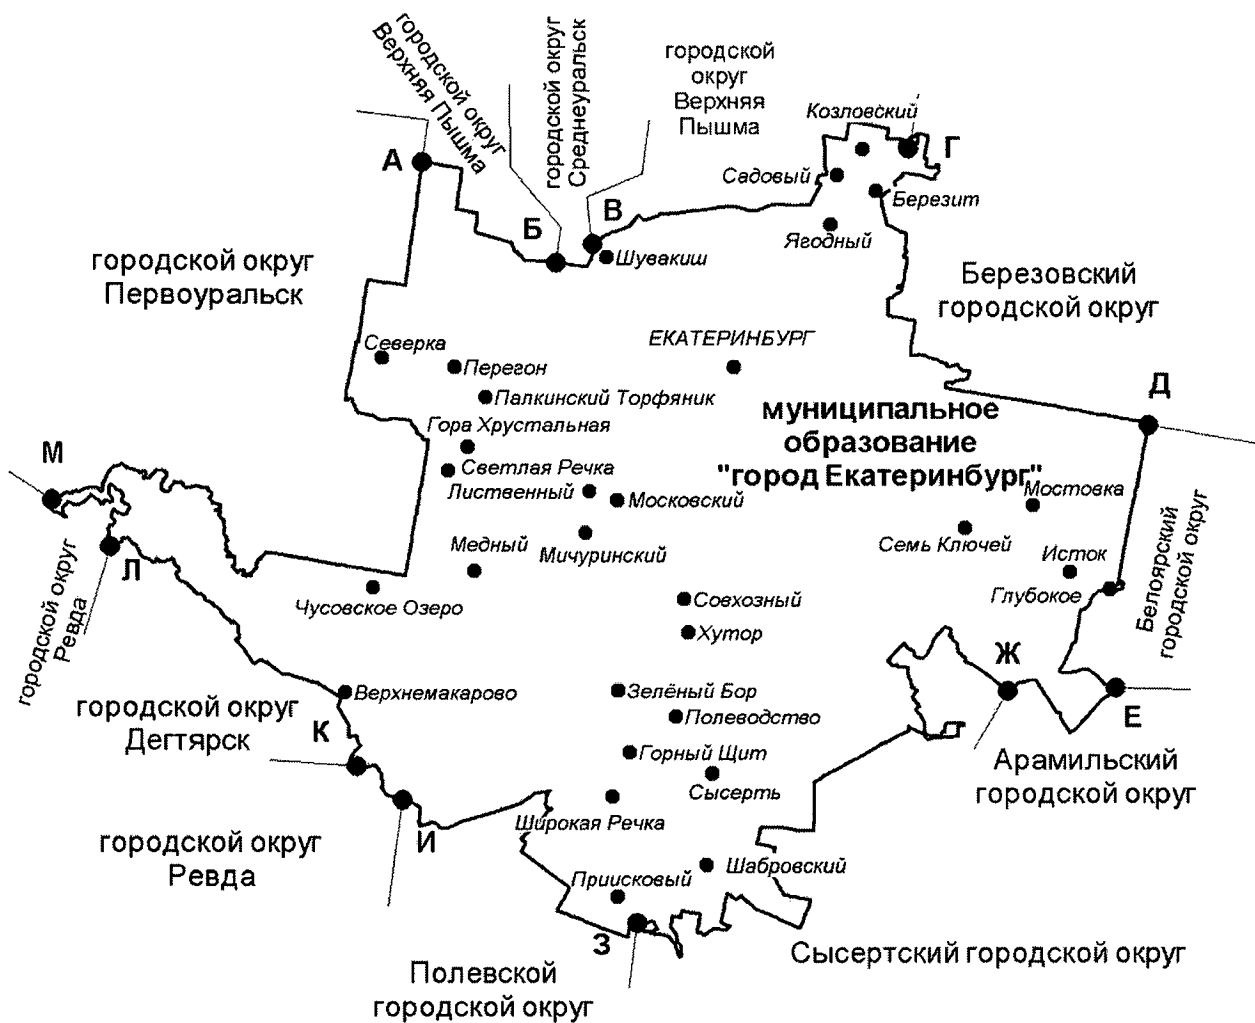 городской округ
Верхняя Пышма
городской округ
Среднеуральск
городской
округ
Верхняя
Пышма
Козловский
А
Г
Садовый
Березит
Б
В
Ягодный
Шувакиш
городской округ
Первоуральск
Березовский
городской округ
Северка
ЕКАТЕРИНБУРГ
Перегон
Палкинский Торфяник
Д
муниципальное
образование
"город Екатеринбург"
Гора Хрустальная
М
Светлая Речка
Лиственный
Московский
Мостовка
Медный
Мичуринский
Семь Ключей
Исток
Глубокое
Белоярский
городской округ
Л
городской округ
Ревда
Чусовское Озеро
Совхозный
Хутор
Ж
Верхнемакарово
Зелёный Бор
Е
городской округ
Дегтярск
К
Полеводство
Горный Щит
Сысерть
Арамильский
городской округ
Широкая Речка
И
городской округ
Ревда
Шабровский
Приисковый
З
Сысертский городской округ
Полевской
городской округ